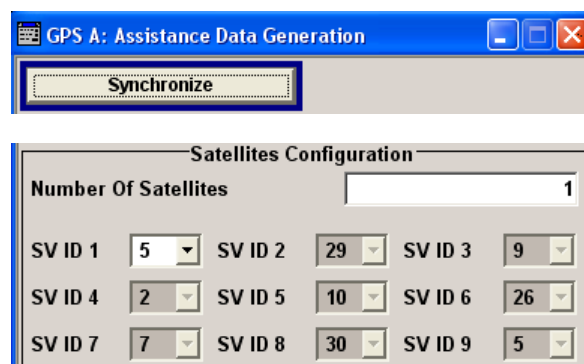 GPS A: Assistance Data Generation
Synchronize
Satellites Configuration
Number Of Satellites 1
SV ID 1 5 SV ID 2 29 SV ID 3 9
SV ID 4 2 SV ID 5 10 SV ID 6 26
SV ID 7 7 SV ID 8 30 SV ID 9 5